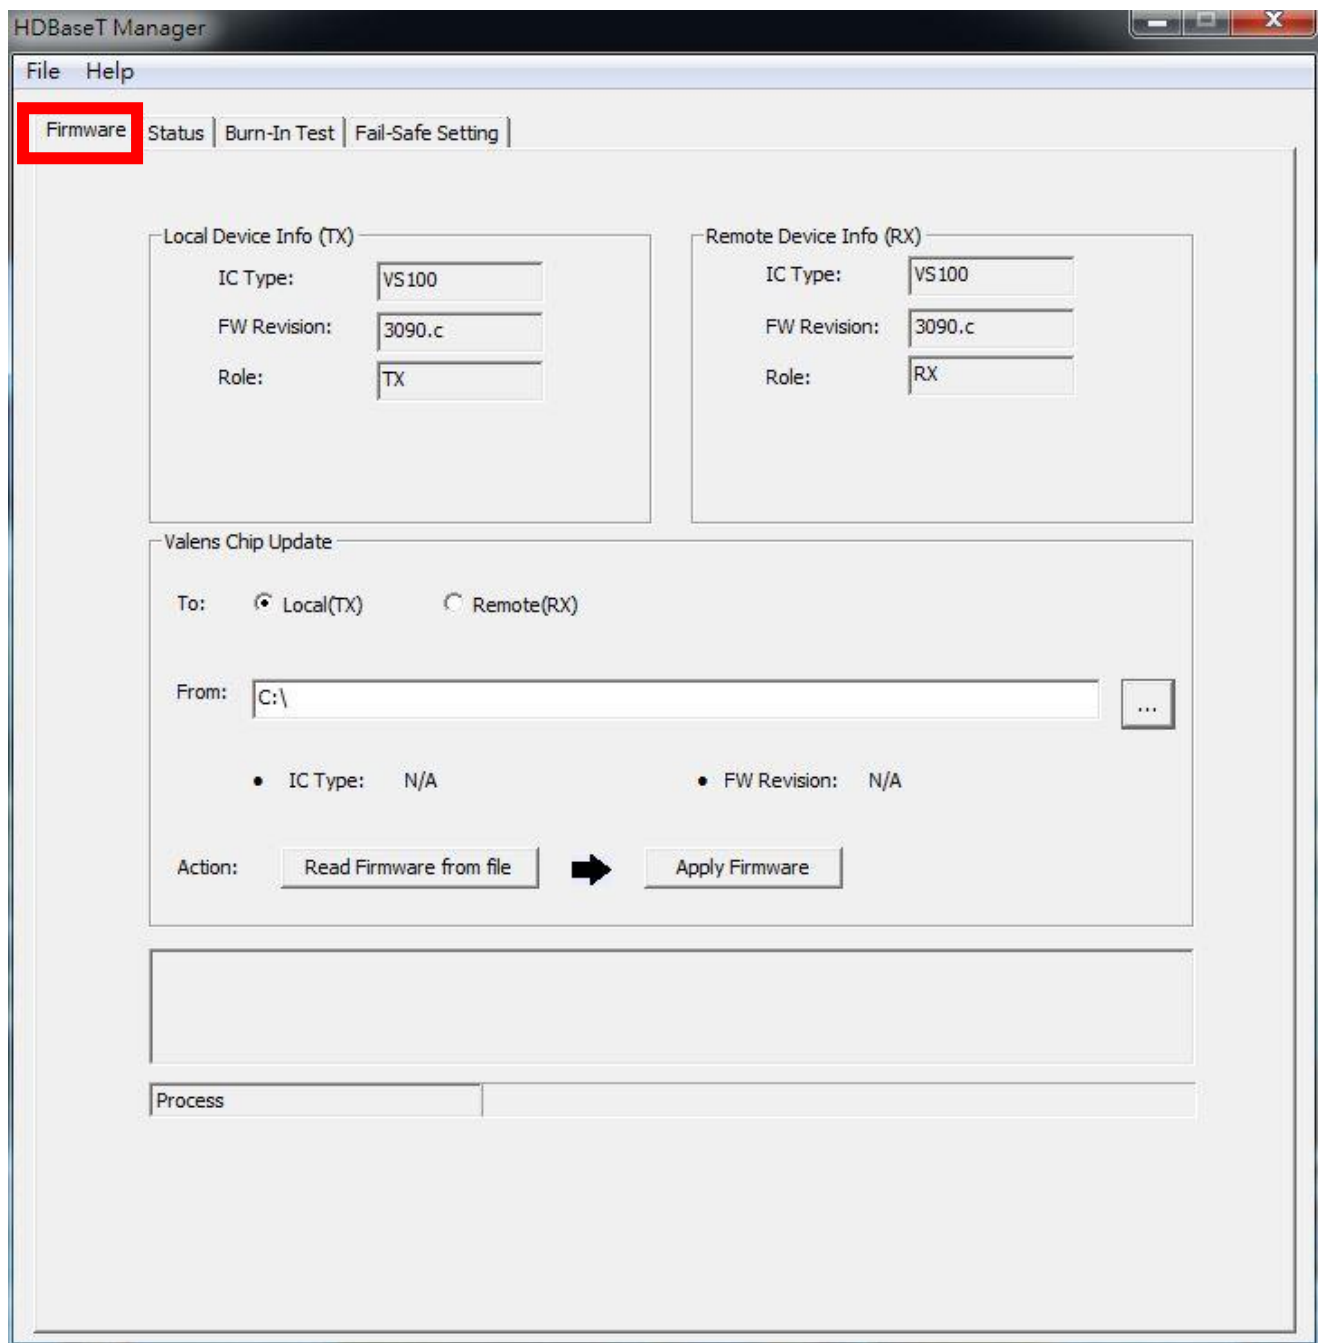 HDBaseT Manager
File Help
Firmware Status Burn-In Test Fail-Safe Setting
Local Device Info (TX)
IC Type: VS100
FW Revision: 3090.c
Role: TX
Remote Device Info (RX)
IC Type: VS100
FW Revision: 3090.c
Role: RX
Valens Chip Update
To: Local(TX) Remote(RX)
From: C:\ ...
• IC Type: N/A • FW Revision: N/A
Action: Read Firmware from file Apply Firmware
Process